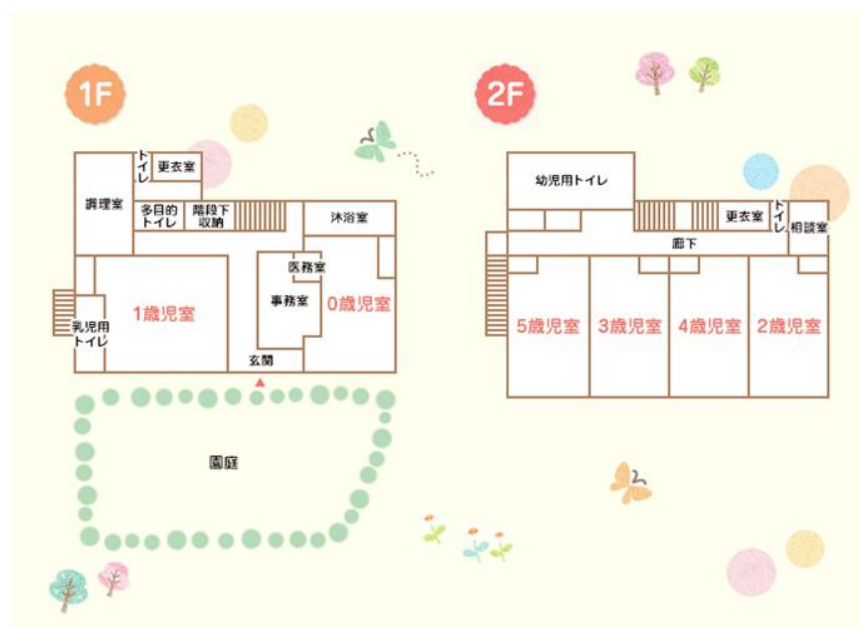 1F
トイレ
更衣室
調理室
多目的
トイレ
階段下
収納
沐浴室
医務室
事務室
0歳児室
1歳児室
乳児用
トイレ
玄関
園庭
2F
幼児用トイレ
更衣室
トイレ
相談室
廊下
5歳児室
3歳児室
4歳児室
2歳児室